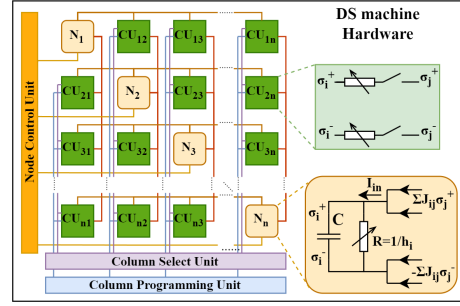 DS machine
Hardware
Node Control Unit
N₁ CU₁₂ CU₁₃ CU₁ₙ
CU₂₁ N₂ CU₂₃ CU₂ₙ
CU₃₁ CU₃₂ N₃ CU₃ₙ
CUₙ₁ CUₙ₂ CUₙ₃ Nₙ
Column Select Unit
Column Programming Unit
σᵢ⁺ σⱼ⁺
σᵢ⁻ σⱼ⁻
Iᵢₙ
ΣJᵢⱼσⱼ⁺
σᵢ⁺ C
R=1/hᵢ
σᵢ⁻
-ΣJᵢⱼσⱼ⁻